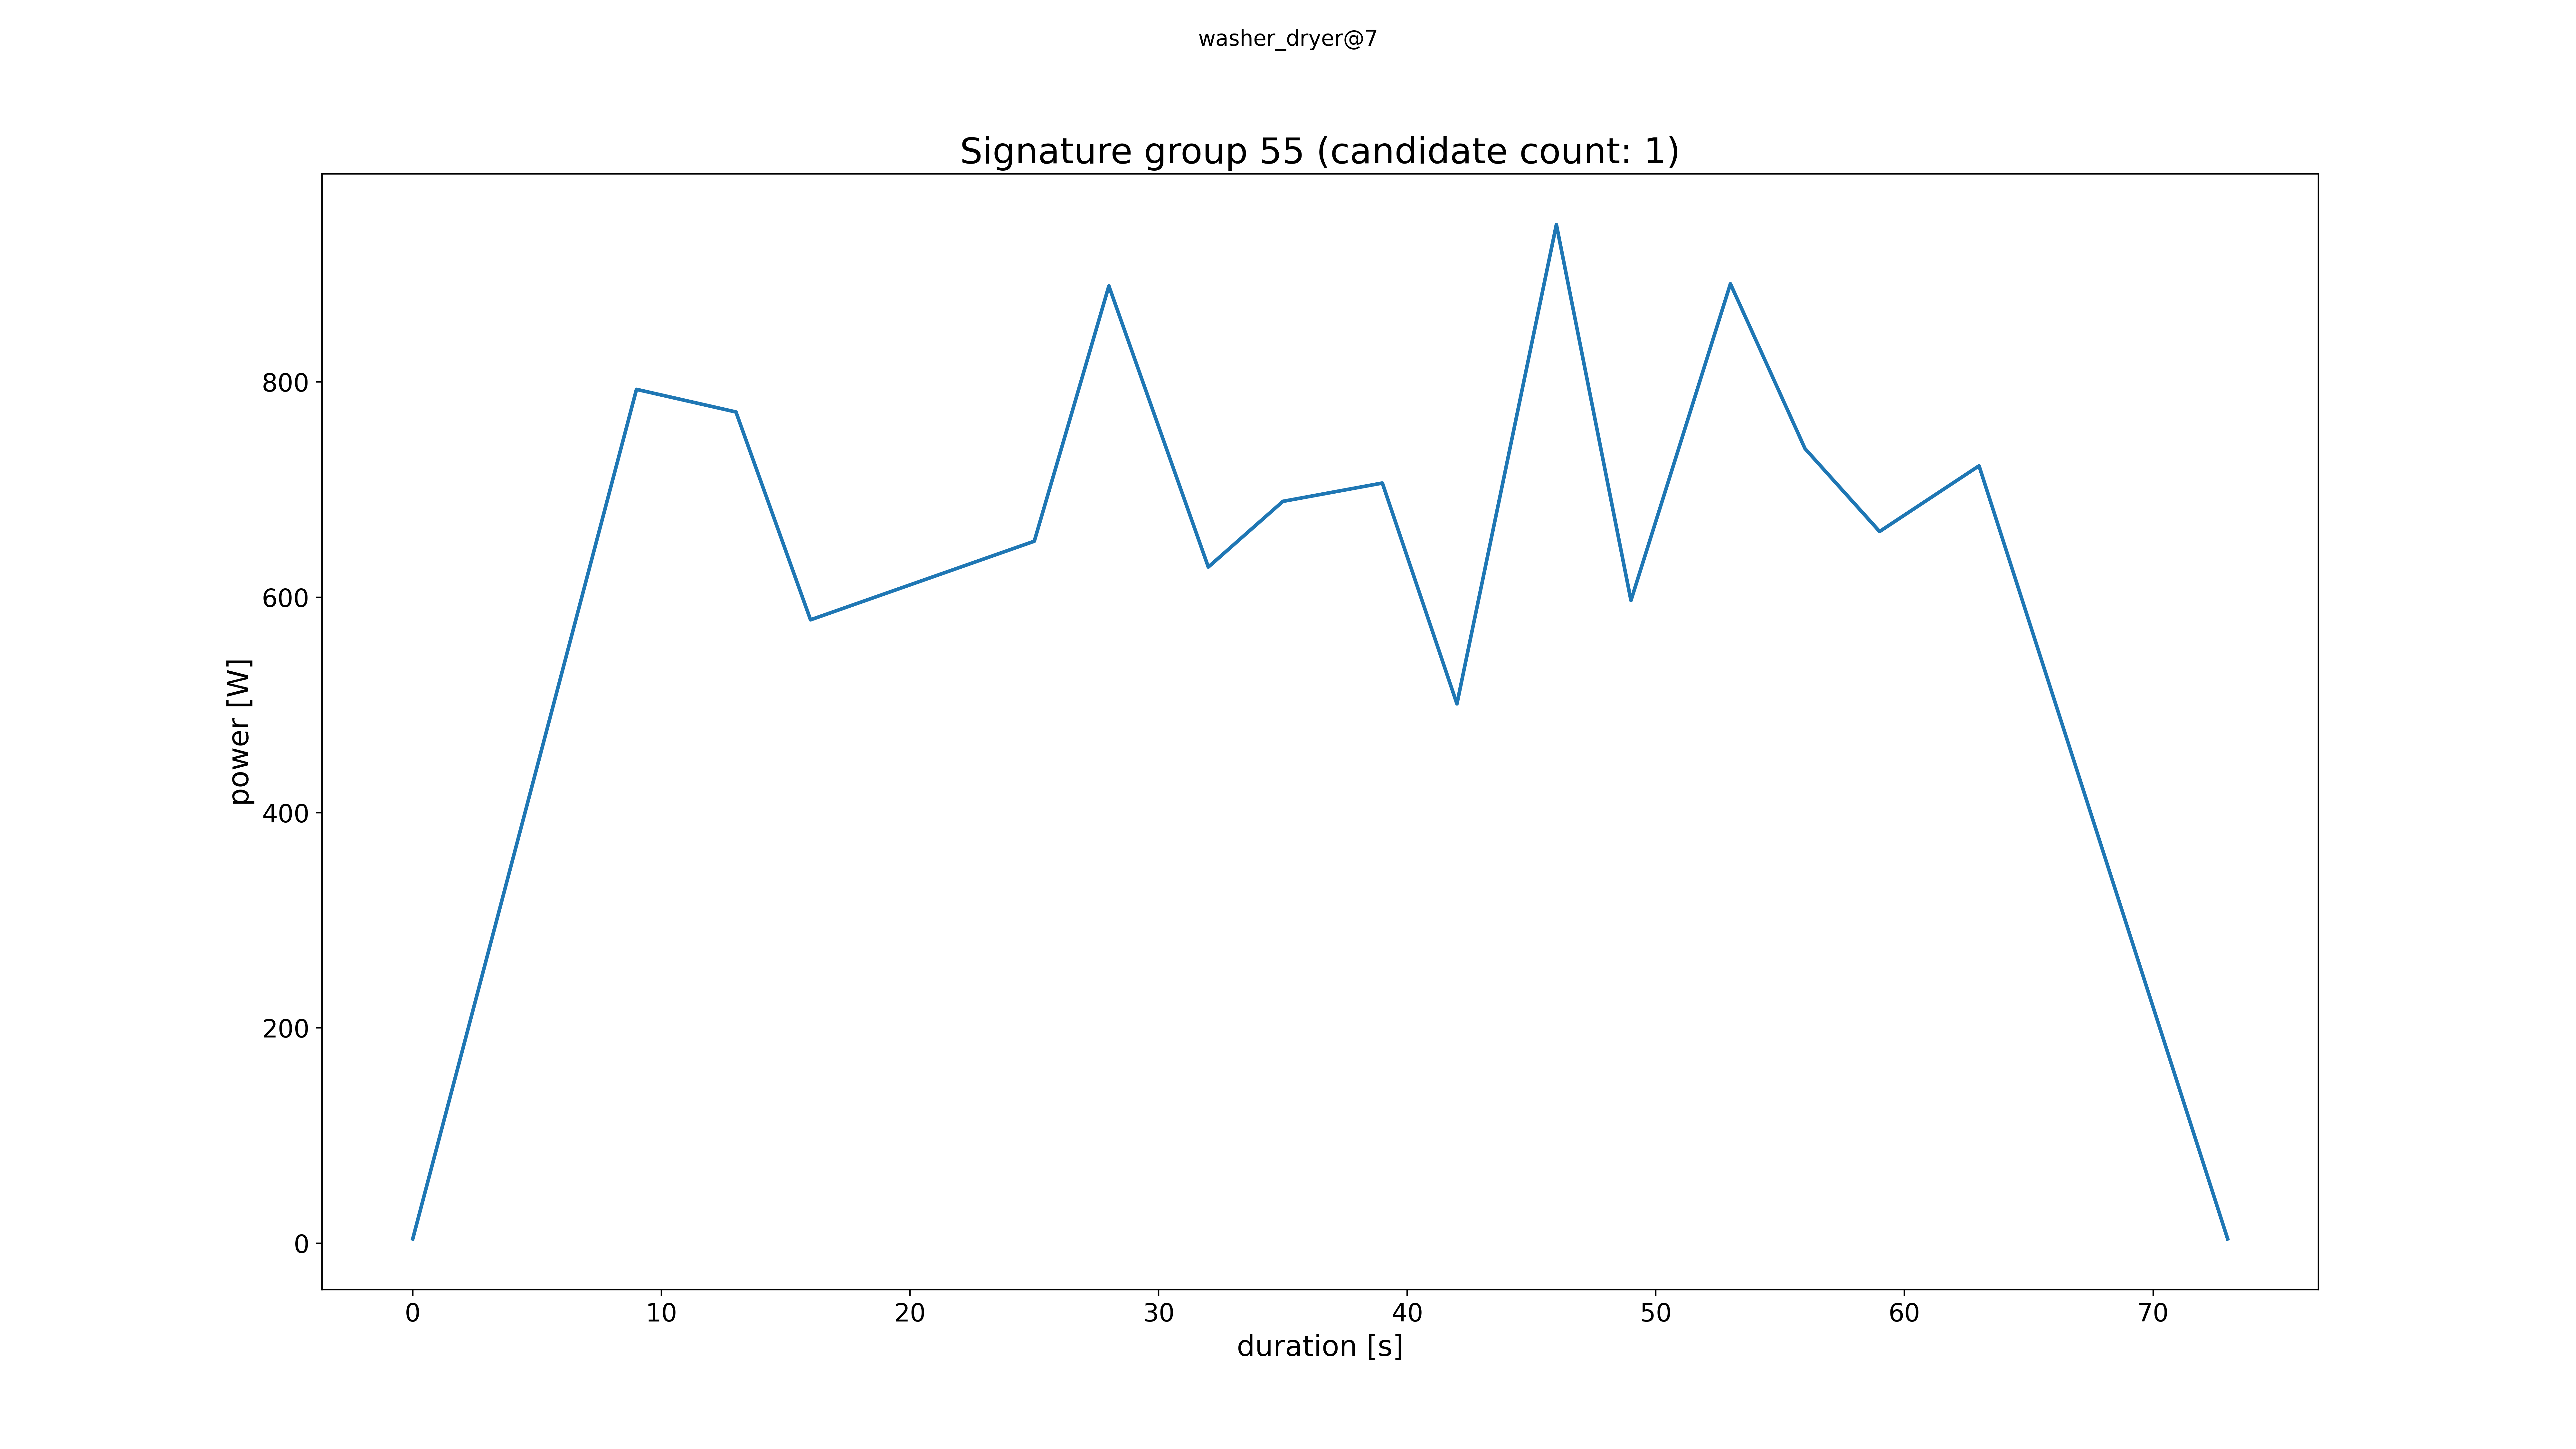 washer_dryer@7
Signature group 55 (candidate count: 1)
800
600
400
200
0
power [W]
0 10 20 30 40 50 60 70
duration [s]